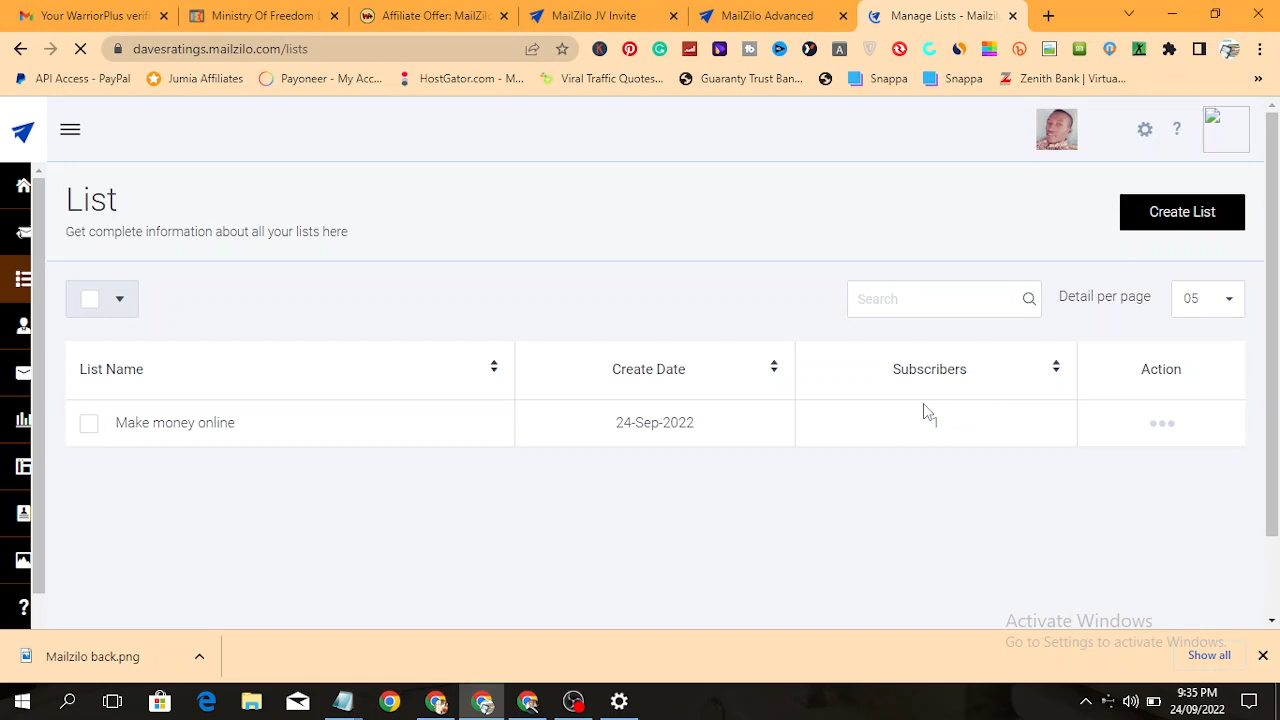 Your WarriorPlus verifi
Ministry Of Freedom
Affiliate Offer: MailZilo
MailZilo JV Invite
MailZilo Advanced
Manage Lists - Mailzilo
davesratings.mailzilo.com/lists
API Access - PayPal
Jumia Affiliates
Payoneer - My Acc...
HostGator.com - M...
Viral Traffic Quotes...
Guaranty Trust Ban...
Snappa
Snappa
Zenith Bank | Virtua...
List
Get complete information about all your lists here
Create List
Search
Detail per page
05
List Name
Create Date
Subscribers
Action
Make money online
24-Sep-2022
1
Activate Windows
Go to Settings to activate Windows.
Mailzilo back.png
Show all
9:35 PM
24/09/2022